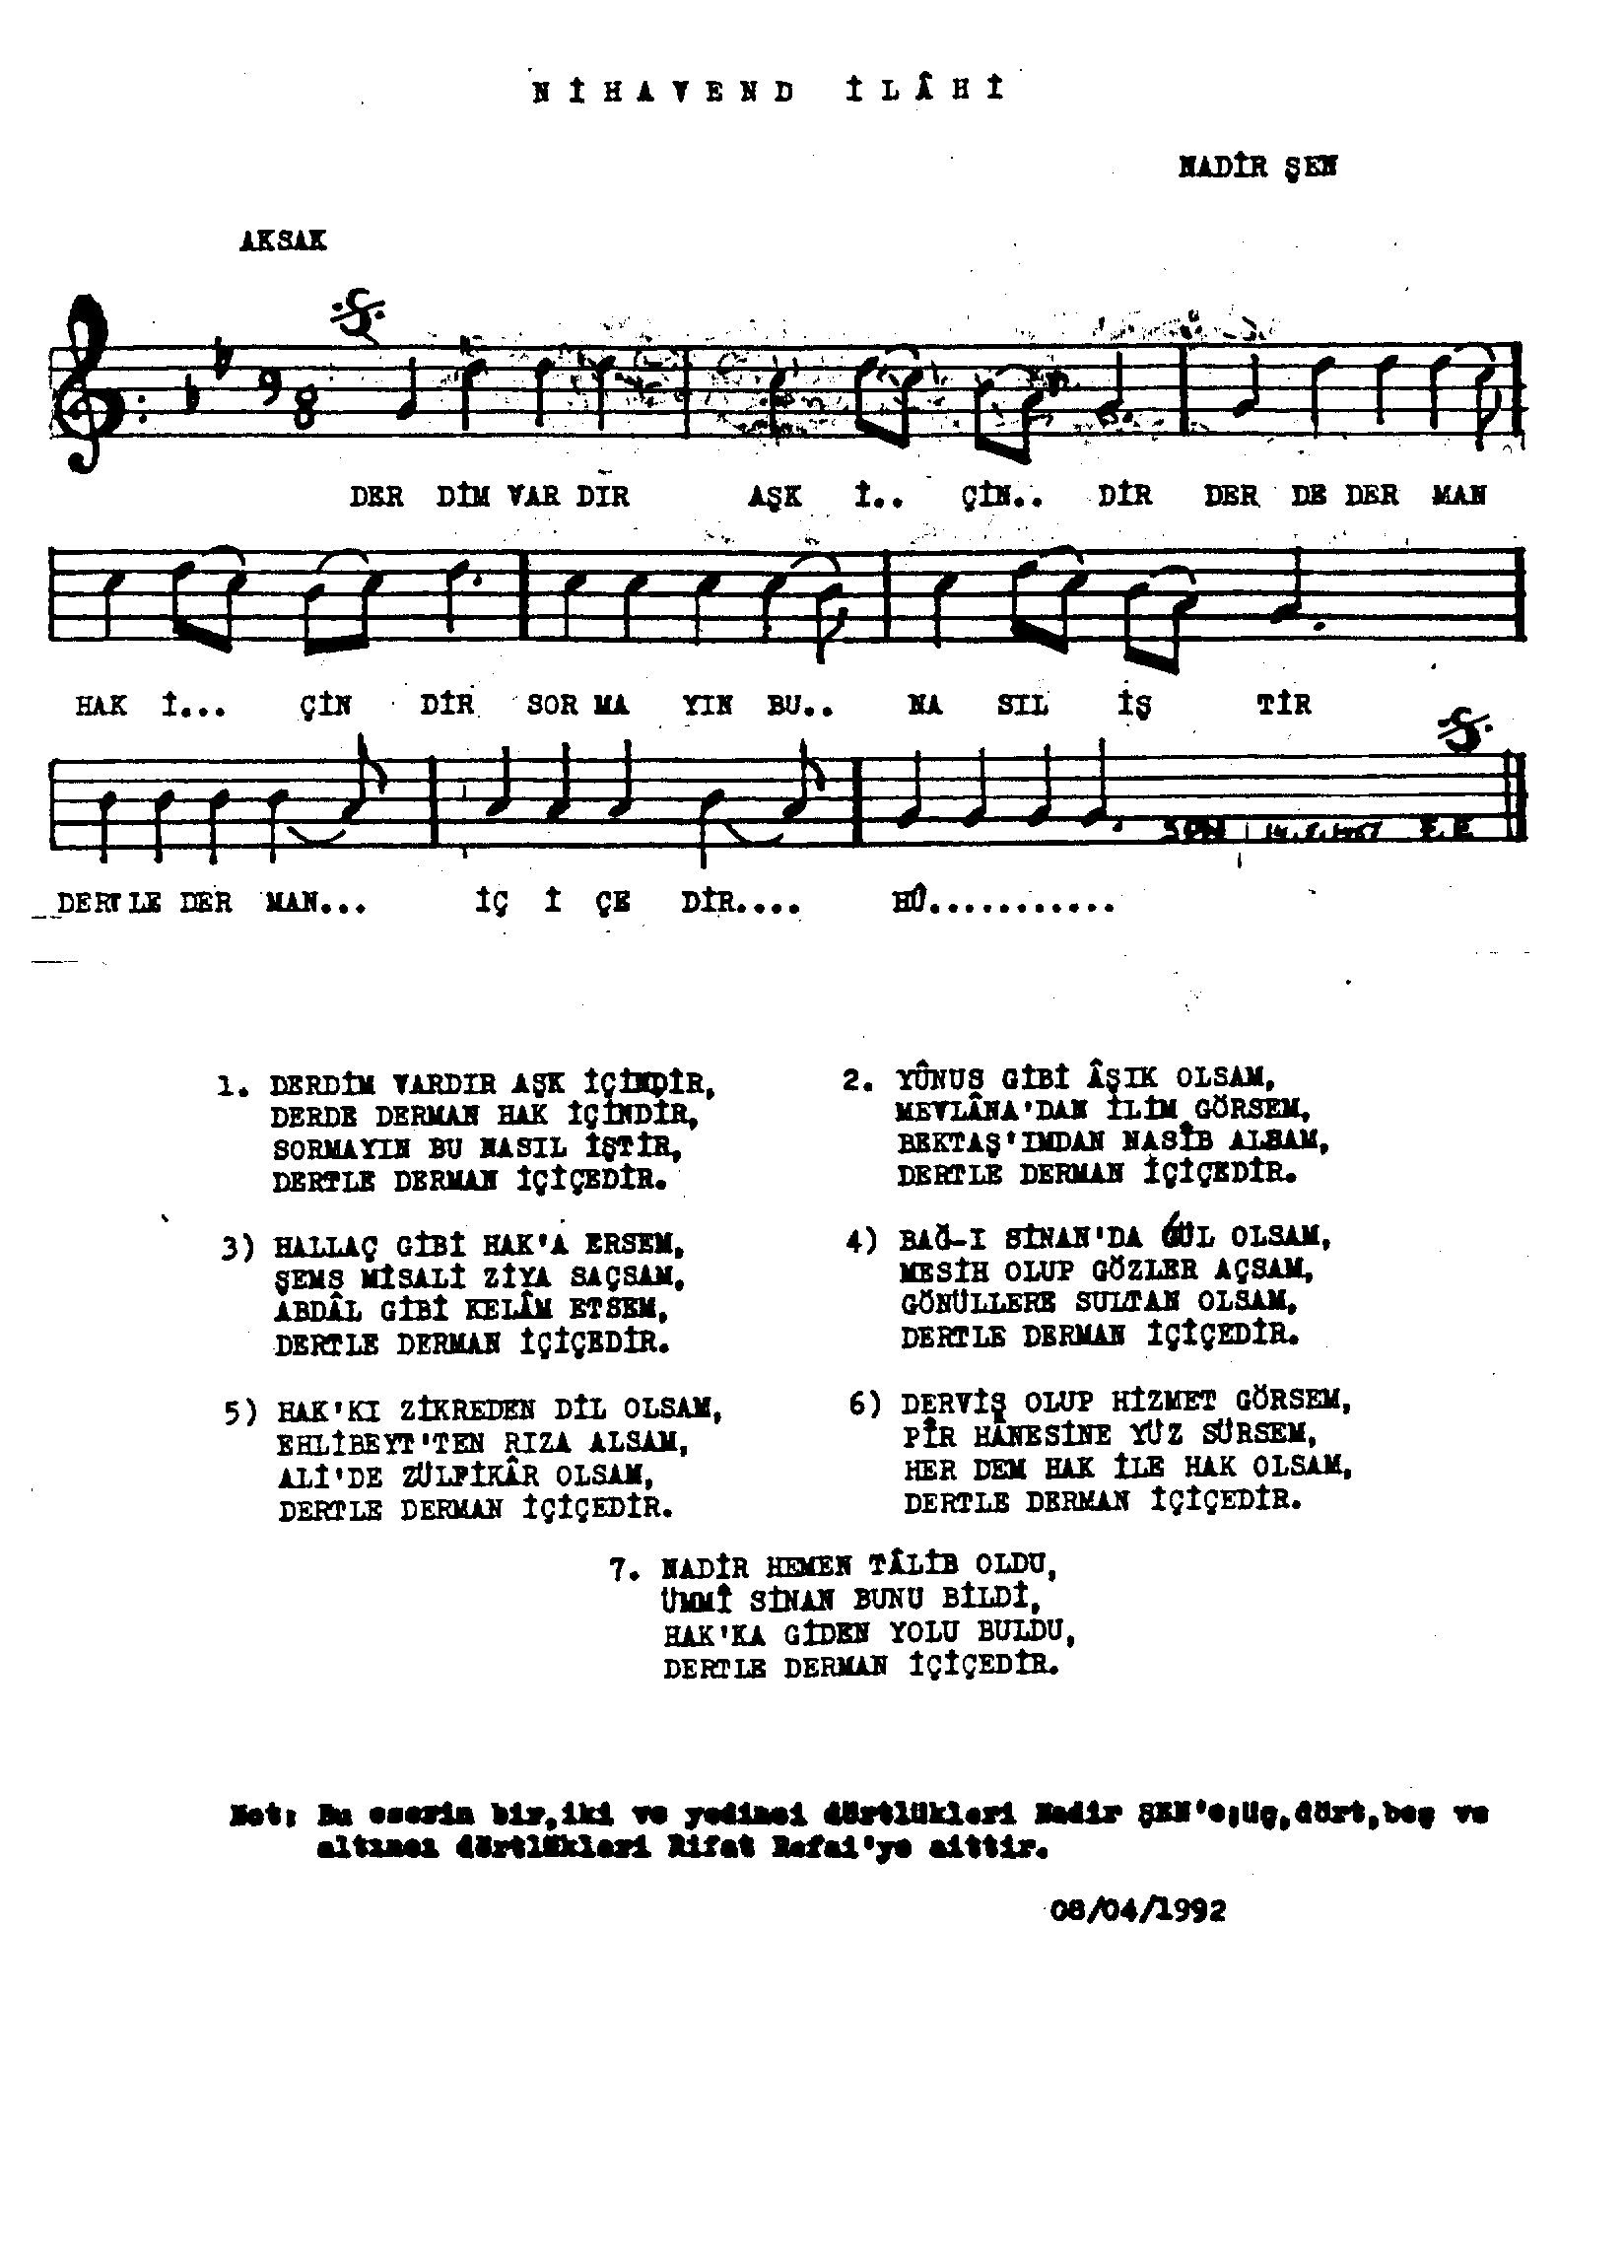 NİHAVEND İLÂHİ
NADİR ŞEN
AKSAK
9
8
DER DİM VAR DIR AŞK İ.. ÇİN.. DİR DER DE DER MAN
HAK İ... ÇİN DİR SOR MA YIN BU.. NA SIL İŞ TİR
SON
DERTLE DER MAN... İÇ İ ÇE DİR.... HÛ...........
1. DERDİM VARDIR AŞK İÇİNDİR,
DERDE DERMAN HAK İÇİNDİR,
SORMAYIN BU NASIL İŞTİR,
DERTLE DERMAN İÇİÇEDİR.
2. YÛNUS GİBİ ÂŞIK OLSAM,
MEVLÂNA'DAN İLİM GÖRSEM,
BEKTAŞ'IMDAN NASÎB ALSAM,
DERTLE DERMAN İÇİÇEDİR.
3) HALLAÇ GİBİ HAK'A ERSEM,
ŞEMS MİSALİ ZİYA SAÇSAM,
ABDÂL GİBİ KELÂM ETSEM,
DERTLE DERMAN İÇİÇEDİR.
4) BAĞ-I SİNAN'DA GÜL OLSAM,
MESİH OLUP GÖZLER AÇSAM,
GÖNÜLLERE SULTAN OLSAM,
DERTLE DERMAN İÇİÇEDİR.
5) HAK'KI ZİKREDEN DİL OLSAM,
EHLİBEYT'TEN RIZA ALSAM,
ALİ'DE ZÜLFİKÂR OLSAM,
DERTLE DERMAN İÇİÇEDİR.
6) DERVİŞ OLUP HİZMET GÖRSEM,
PÎR HÂNESİNE YÜZ SÜRSEM,
HER DEM HAK İLE HAK OLSAM,
DERTLE DERMAN İÇİÇEDİR.
7. NADİR HEMEN TÂLİB OLDU,
ÜMMÎ SİNAN BUNU BİLDİ,
HAK'KA GİDEN YOLU BULDU,
DERTLE DERMAN İÇİÇEDİR.
Not: Bu eserin bir,iki ve yedinci dörtlükleri Nadir ŞEN'e;üç,dört,beş ve
altıncı dörtlükleri Rifat Refai'ye aittir.
08/04/1992